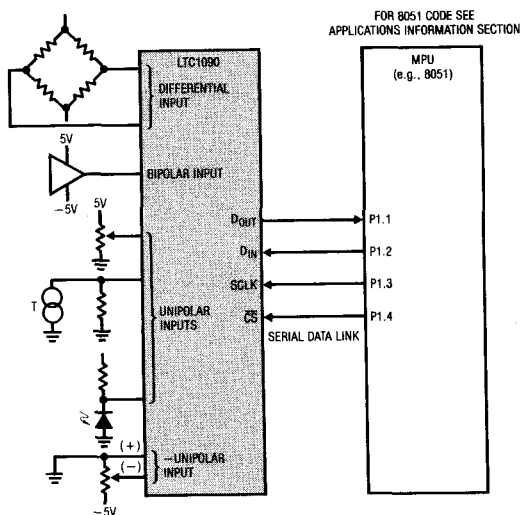 FOR 8051 CODE SEE
APPLICATIONS INFORMATION SECTION
LTC1090
MPU
(e.g., 8051)
DIFFERENTIAL
INPUT
5V
BIPOLAR INPUT
−5V
5V
DOUT
P1.1
DIN
P1.2
SCLK
P1.3
CS
P1.4
T
UNIPOLAR
INPUTS
SERIAL DATA LINK
(+)
−UNIPOLAR
(−)
INPUT
−5V